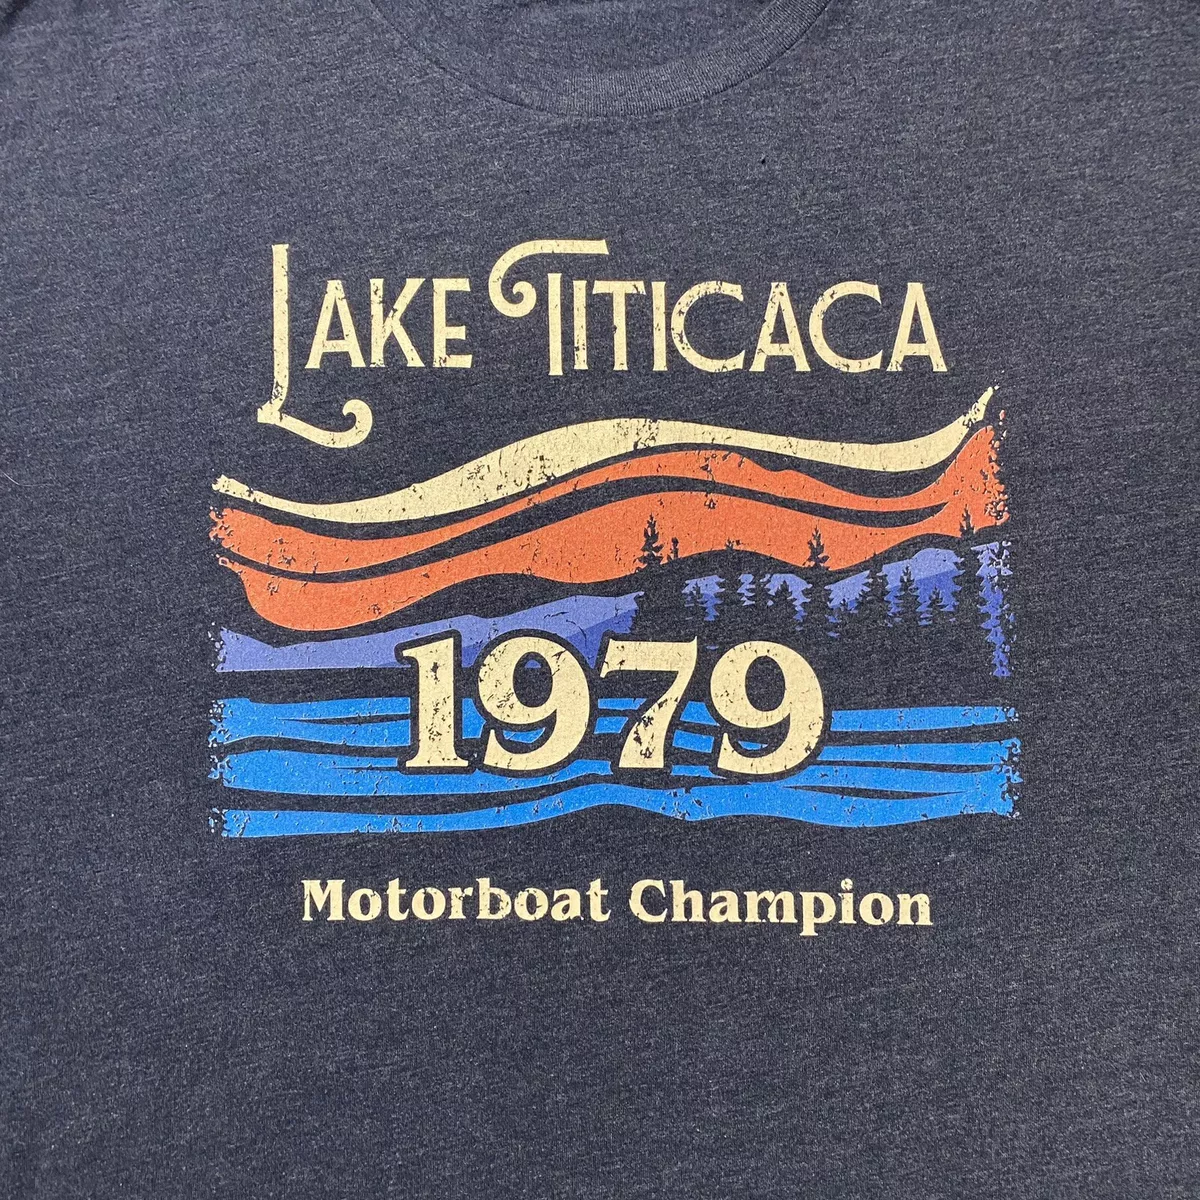 Lake Titicaca
1979
Motorboat Champion